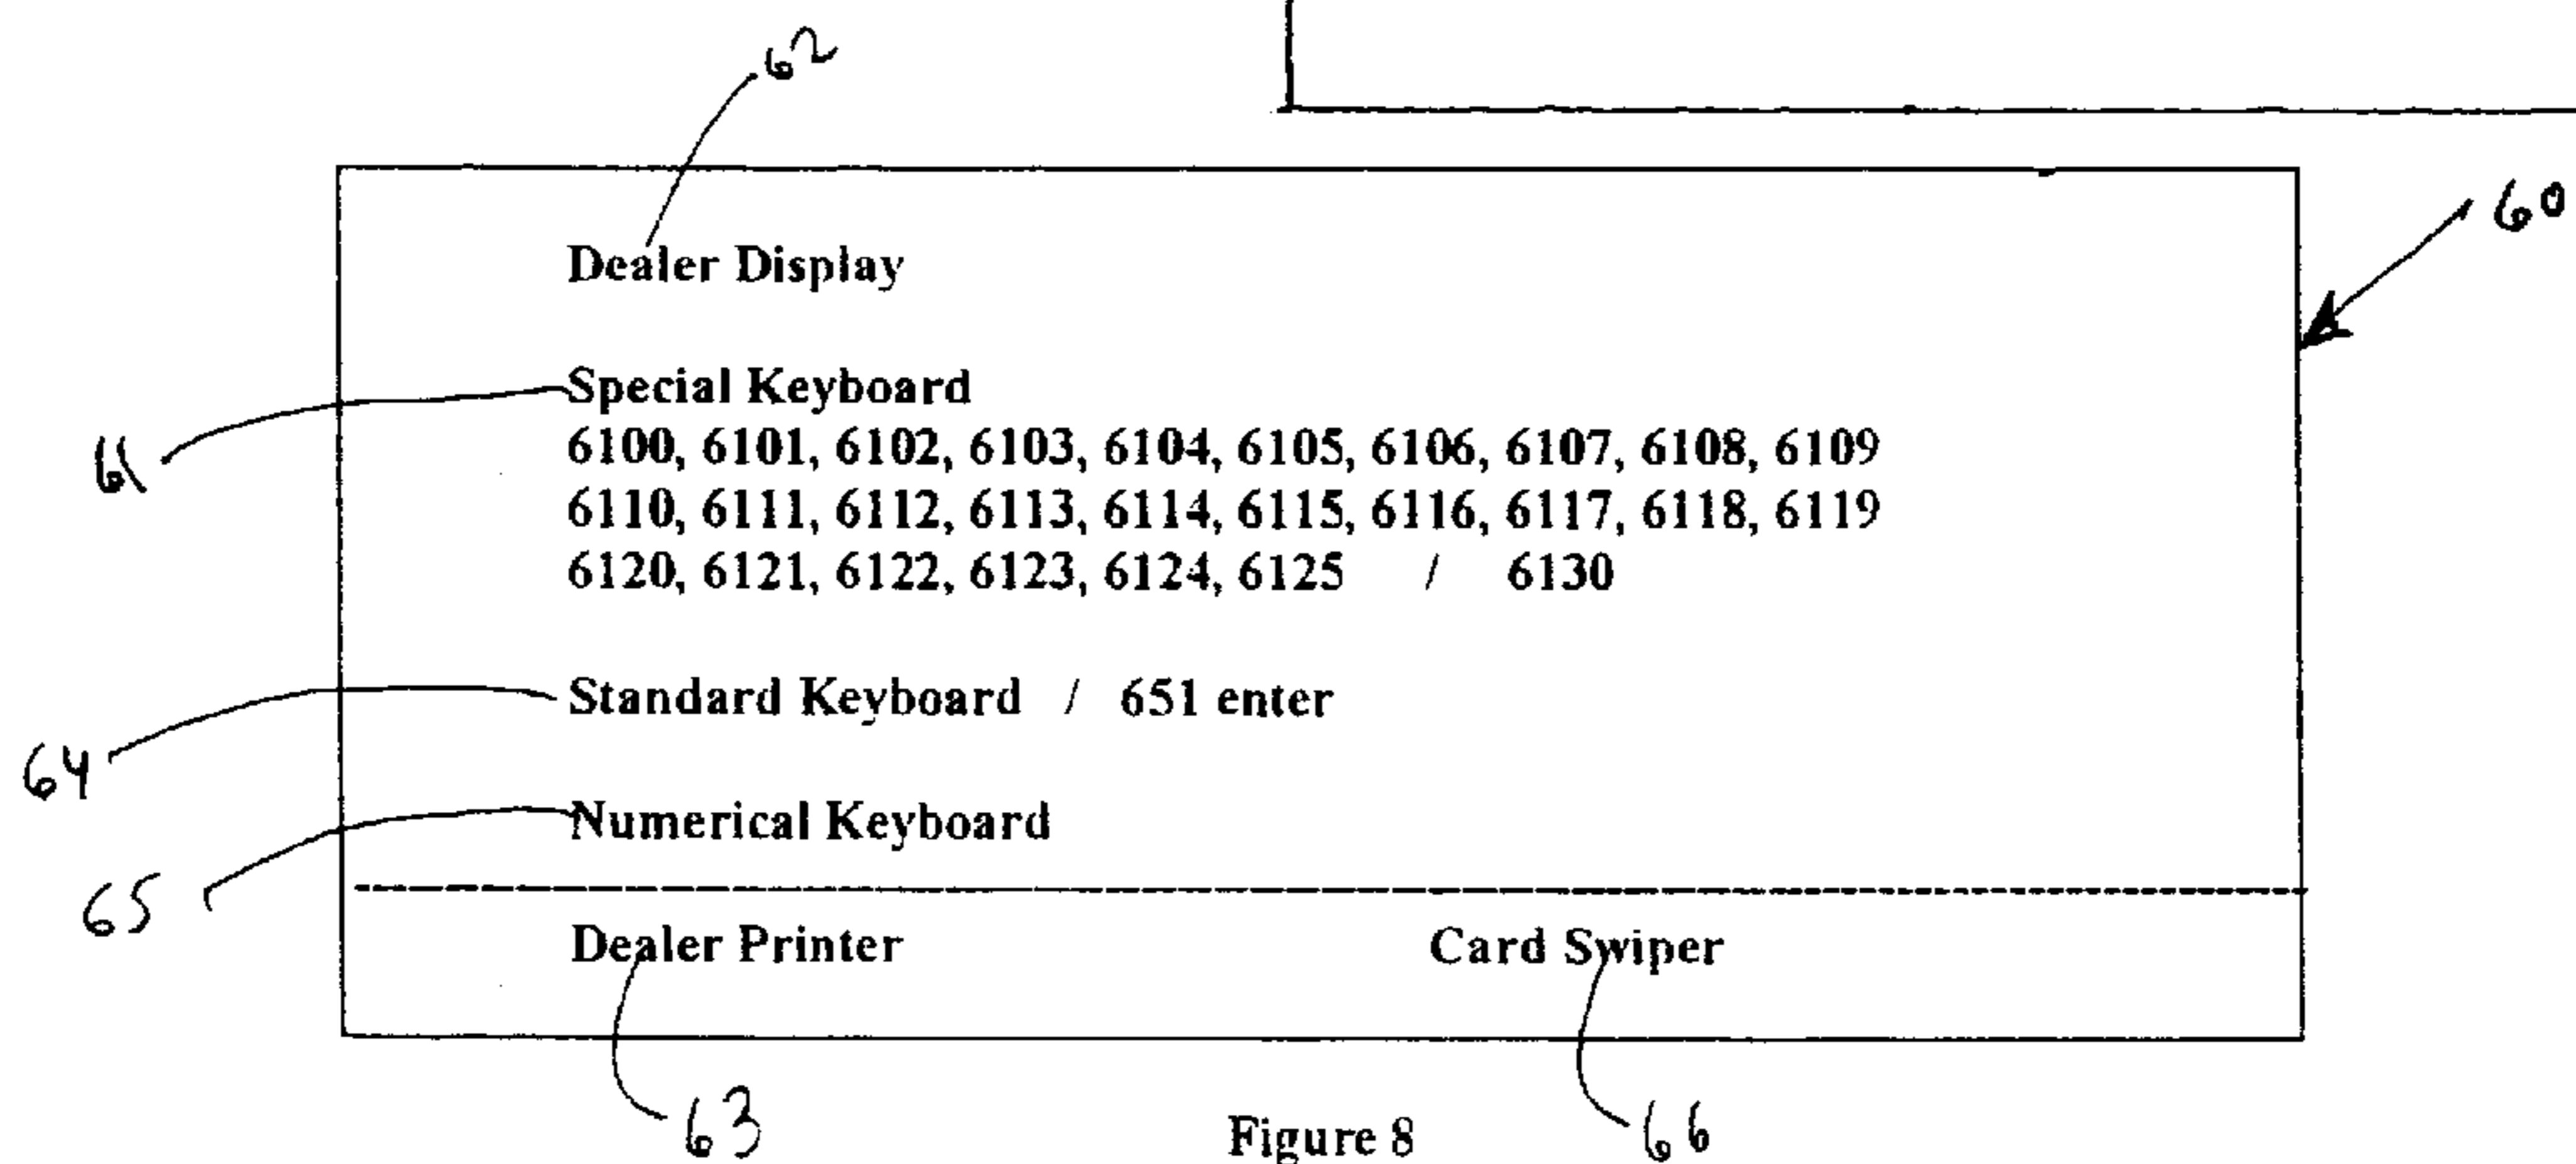 62
60
Dealer Display
Special Keyboard
61
6100, 6101, 6102, 6103, 6104, 6105, 6106, 6107, 6108, 6109
6110, 6111, 6112, 6113, 6114, 6115, 6116, 6117, 6118, 6119
6120, 6121, 6122, 6123, 6124, 6125 / 6130
64
Standard Keyboard / 651 enter
65
Numerical Keyboard
Dealer Printer Card Swiper
63
66
Figure 8